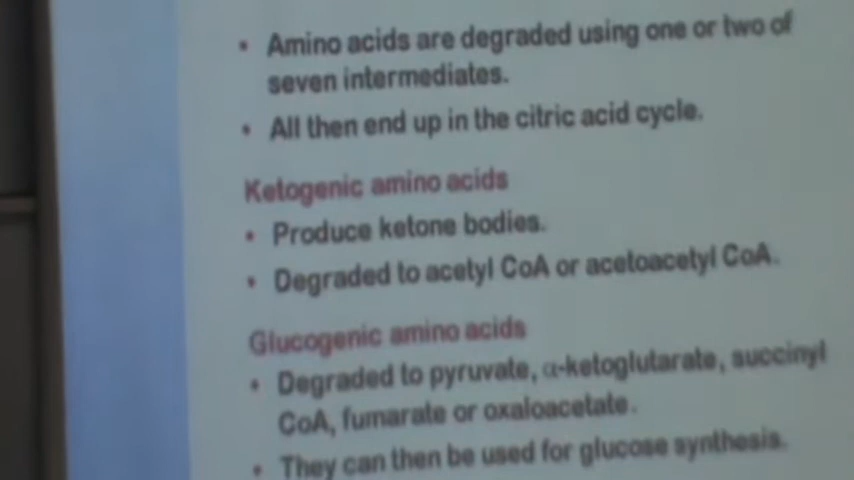 • Amino acids are degraded using one or two of
seven intermediates.
• All then end up in the citric acid cycle.
Ketogenic amino acids
• Produce ketone bodies.
• Degraded to acetyl CoA or acetoacetyl CoA.
Glucogenic amino acids
• Degraded to pyruvate, α-ketoglutarate, succinyl
CoA, fumarate or oxaloacetate.
• They can then be used for glucose synthesis.